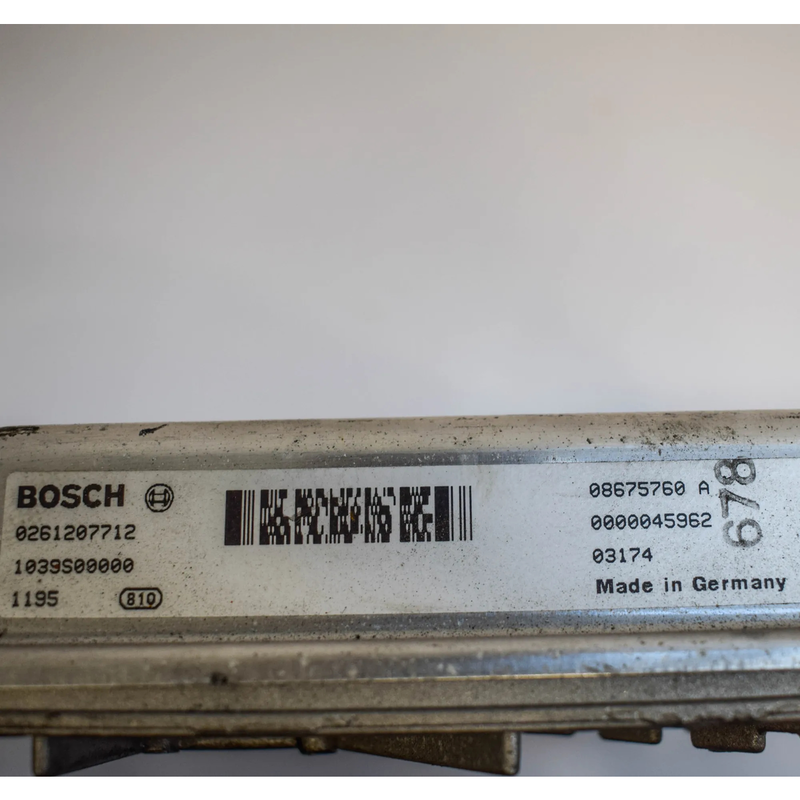 BOSCH
0261207712
1039S00000
1195 810
08675760 A
0000045962
03174
Made in Germany
678